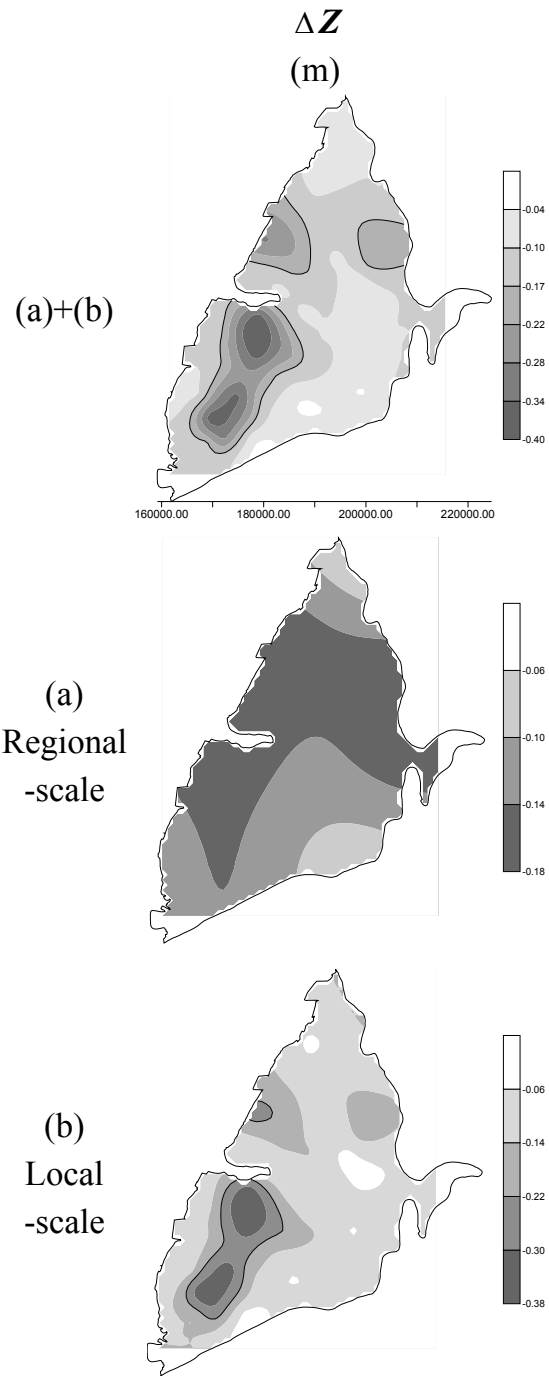 ΔZ
(m)
(a)+(b)
-0.04
-0.10
-0.17
-0.22
-0.28
-0.34
-0.40
160000.00 180000.00 200000.00 220000.00
(a)
Regional
-scale
-0.06
-0.10
-0.14
-0.18
(b)
Local
-scale
-0.06
-0.14
-0.22
-0.30
-0.38